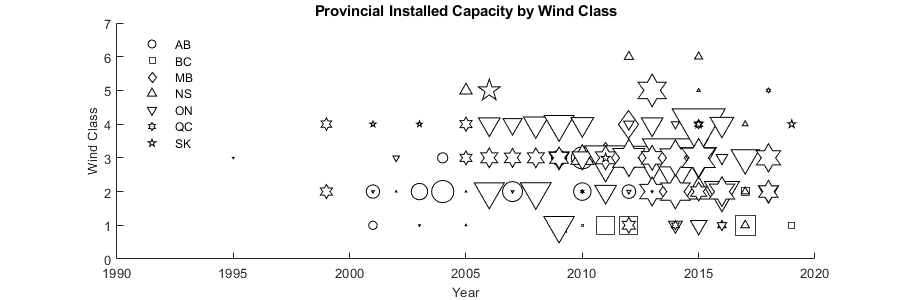 Provincial Installed Capacity by Wind Class
7
6
5
4
3
2
1
0
Wind Class
AB
BC
MB
NS
ON
QC
SK
1990 1995 2000 2005 2010 2015 2020
Year